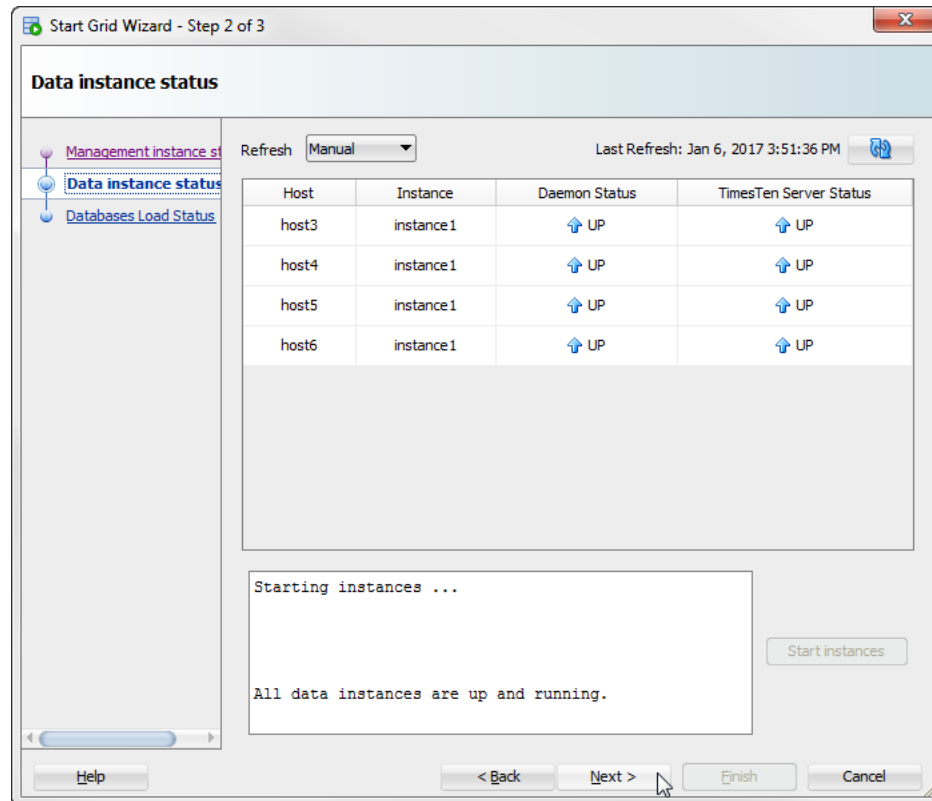 Start Grid Wizard - Step 2 of 3
Data instance status
Management instance st
Data instance status
Databases Load Status
Refresh Manual Last Refresh: Jan 6, 2017 3:51:36 PM
Host Instance Daemon Status TimesTen Server Status
host3 instance1 UP UP
host4 instance1 UP UP
host5 instance1 UP UP
host6 instance1 UP UP
Starting instances ...
All data instances are up and running.
Start instances
Help < Back Next > Finish Cancel